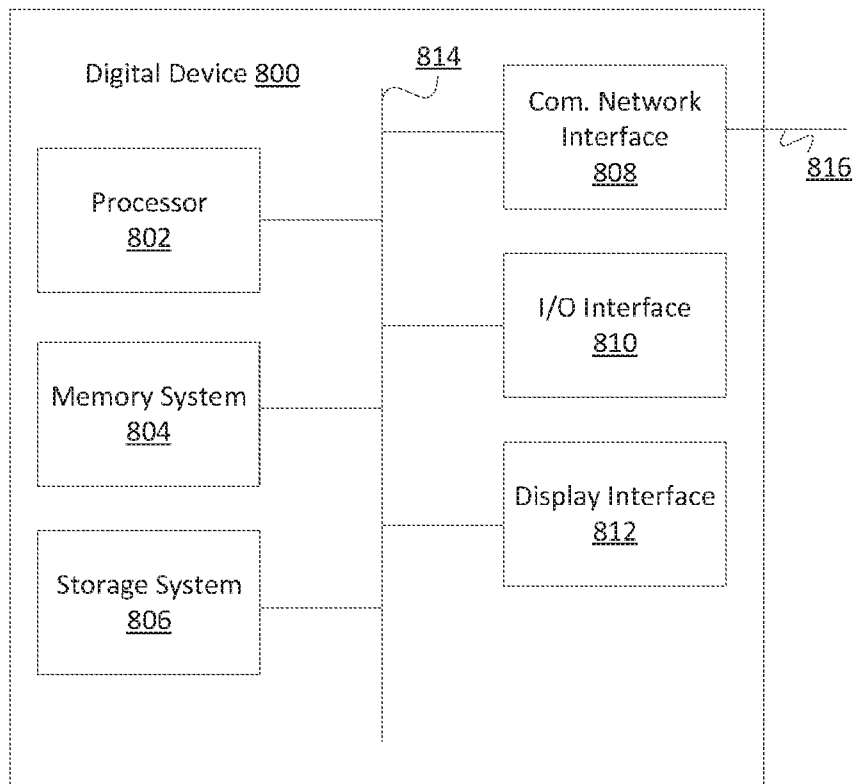 Digital Device 800
814
Com. Network
Interface
808
816
Processor
802
I/O Interface
810
Memory System
804
Display Interface
812
Storage System
806